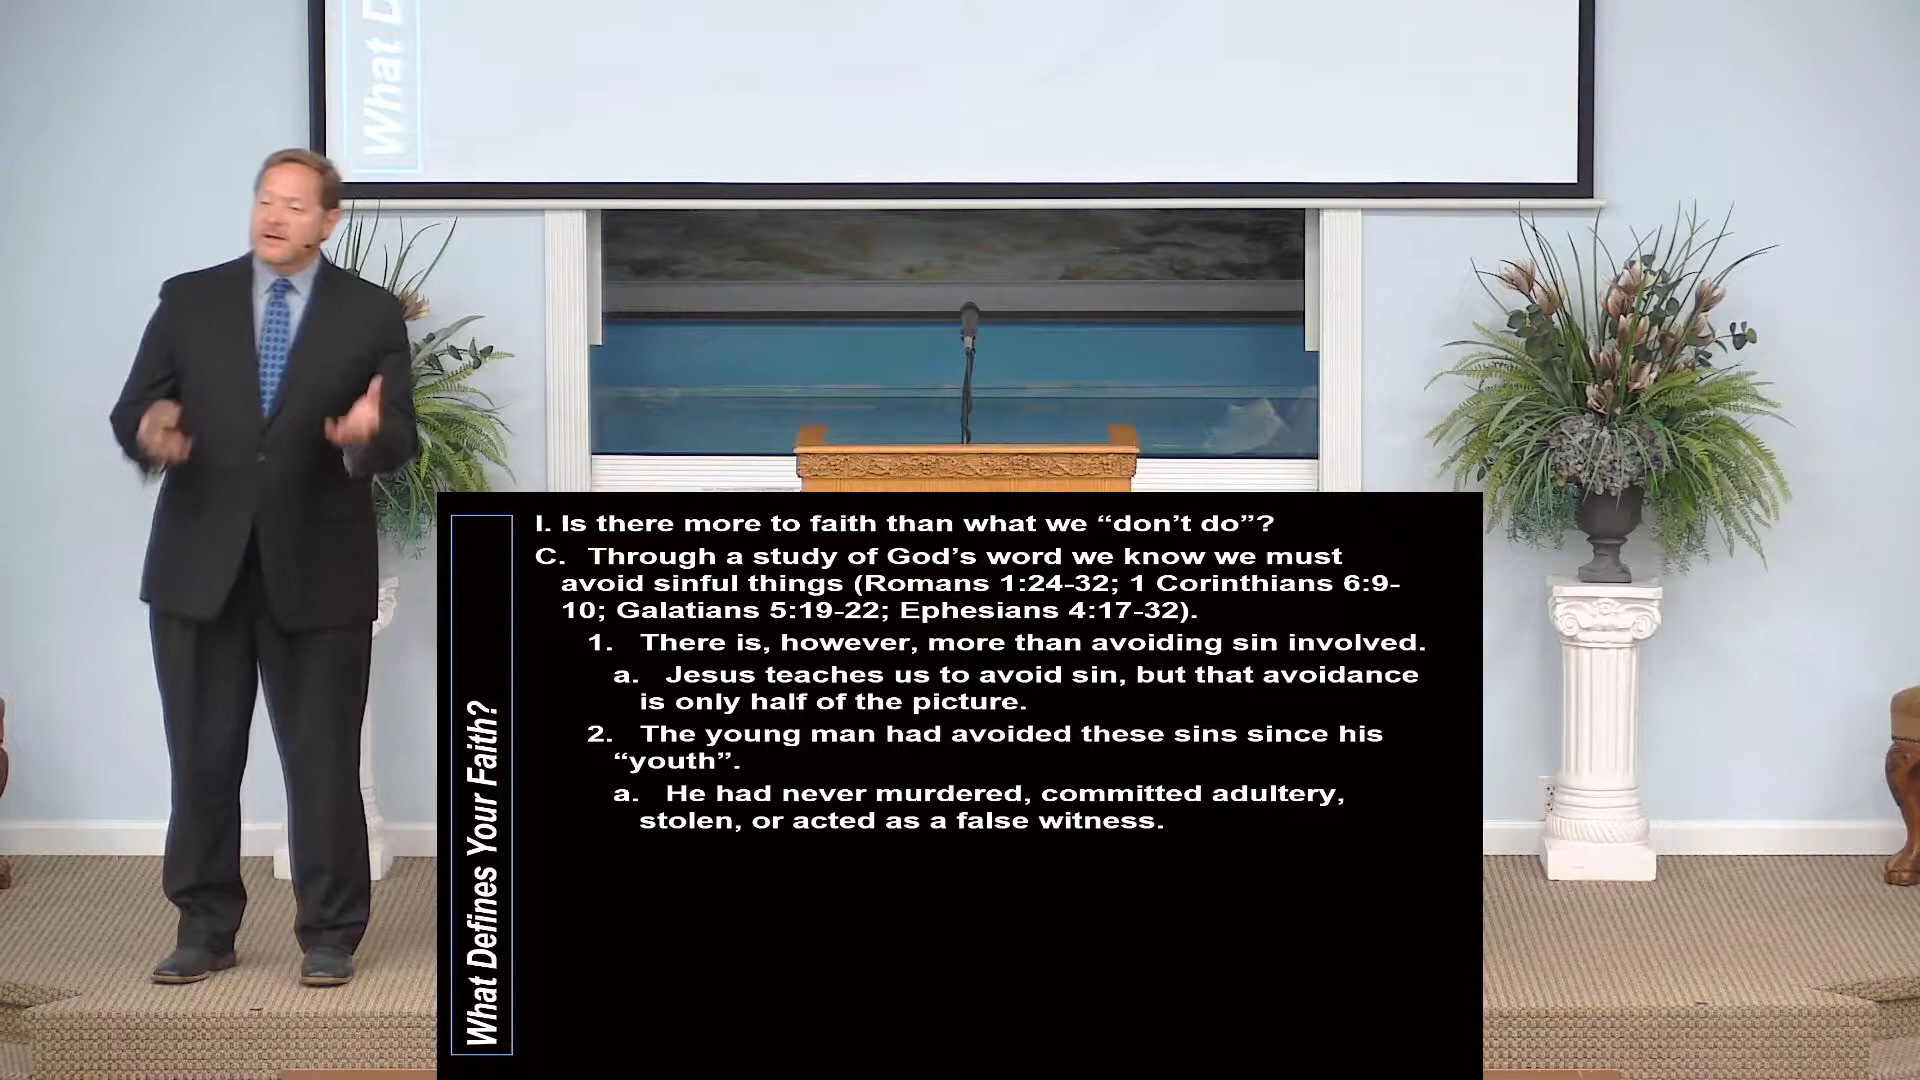 What D
I. Is there more to faith than what we “don’t do”?
C. Through a study of God’s word we know we must
avoid sinful things (Romans 1:24-32; 1 Corinthians 6:9-
10; Galatians 5:19-22; Ephesians 4:17-32).
1. There is, however, more than avoiding sin involved.
a. Jesus teaches us to avoid sin, but that avoidance
is only half of the picture.
2. The young man had avoided these sins since his
“youth”.
a. He had never murdered, committed adultery,
stolen, or acted as a false witness.
What Defines Your Faith?